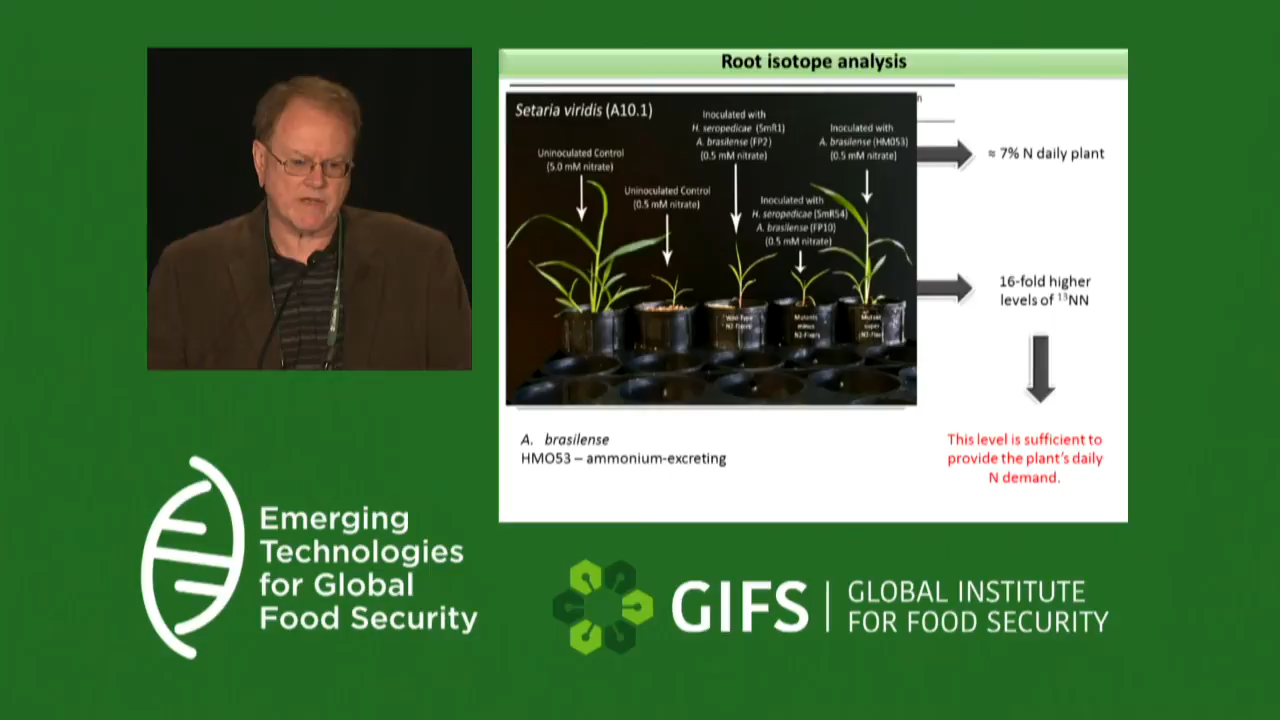 Root isotope analysis
Setaria viridis (A10.1)
Uninoculated Control
(5.0 mM nitrate)
Uninoculated Control
(0.5 mM nitrate)
Inoculated with
H. seropedicae (SmR1)
A. brasilense (FP2)
(0.5 mM nitrate)
Inoculated with
H. seropedicae (SmR54)
A. brasilense (FP10)
(0.5 mM nitrate)
Inoculated with
A. brasilense (HM053)
(0.5 mM nitrate)
n
≈ 7% N daily plant
16-fold higher
levels of ¹³NN
This level is sufficient to
provide the plant's daily
N demand.
A. brasilense
HMO53 – ammonium-excreting
Emerging
Technologies
for Global
Food Security
GIFS
GLOBAL INSTITUTE
FOR FOOD SECURITY